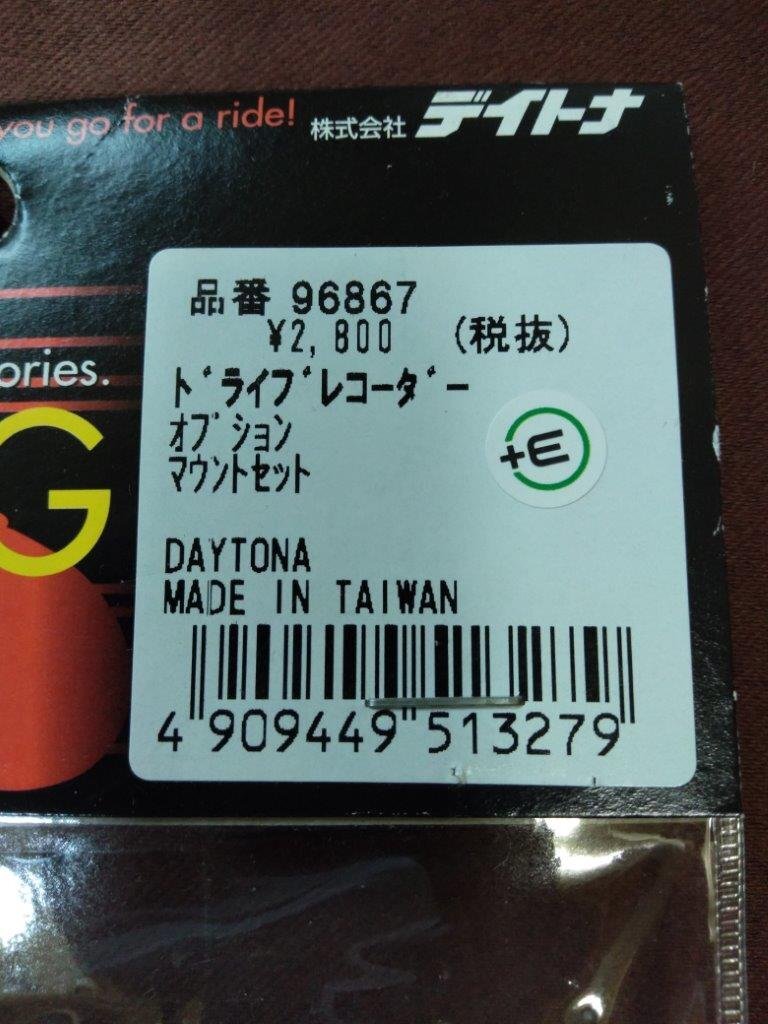 you go for a ride! 株式会社 デイトナ
品番 96867
¥2,800 (税抜)
ories.
ﾄﾞﾗｲﾌﾞﾚｺｰﾀﾞｰ
ｵﾌﾟｼｮﾝ
ﾏｳﾝﾄｾｯﾄ
+E
G
DAYTONA
MADE IN TAIWAN
4 909449 513279